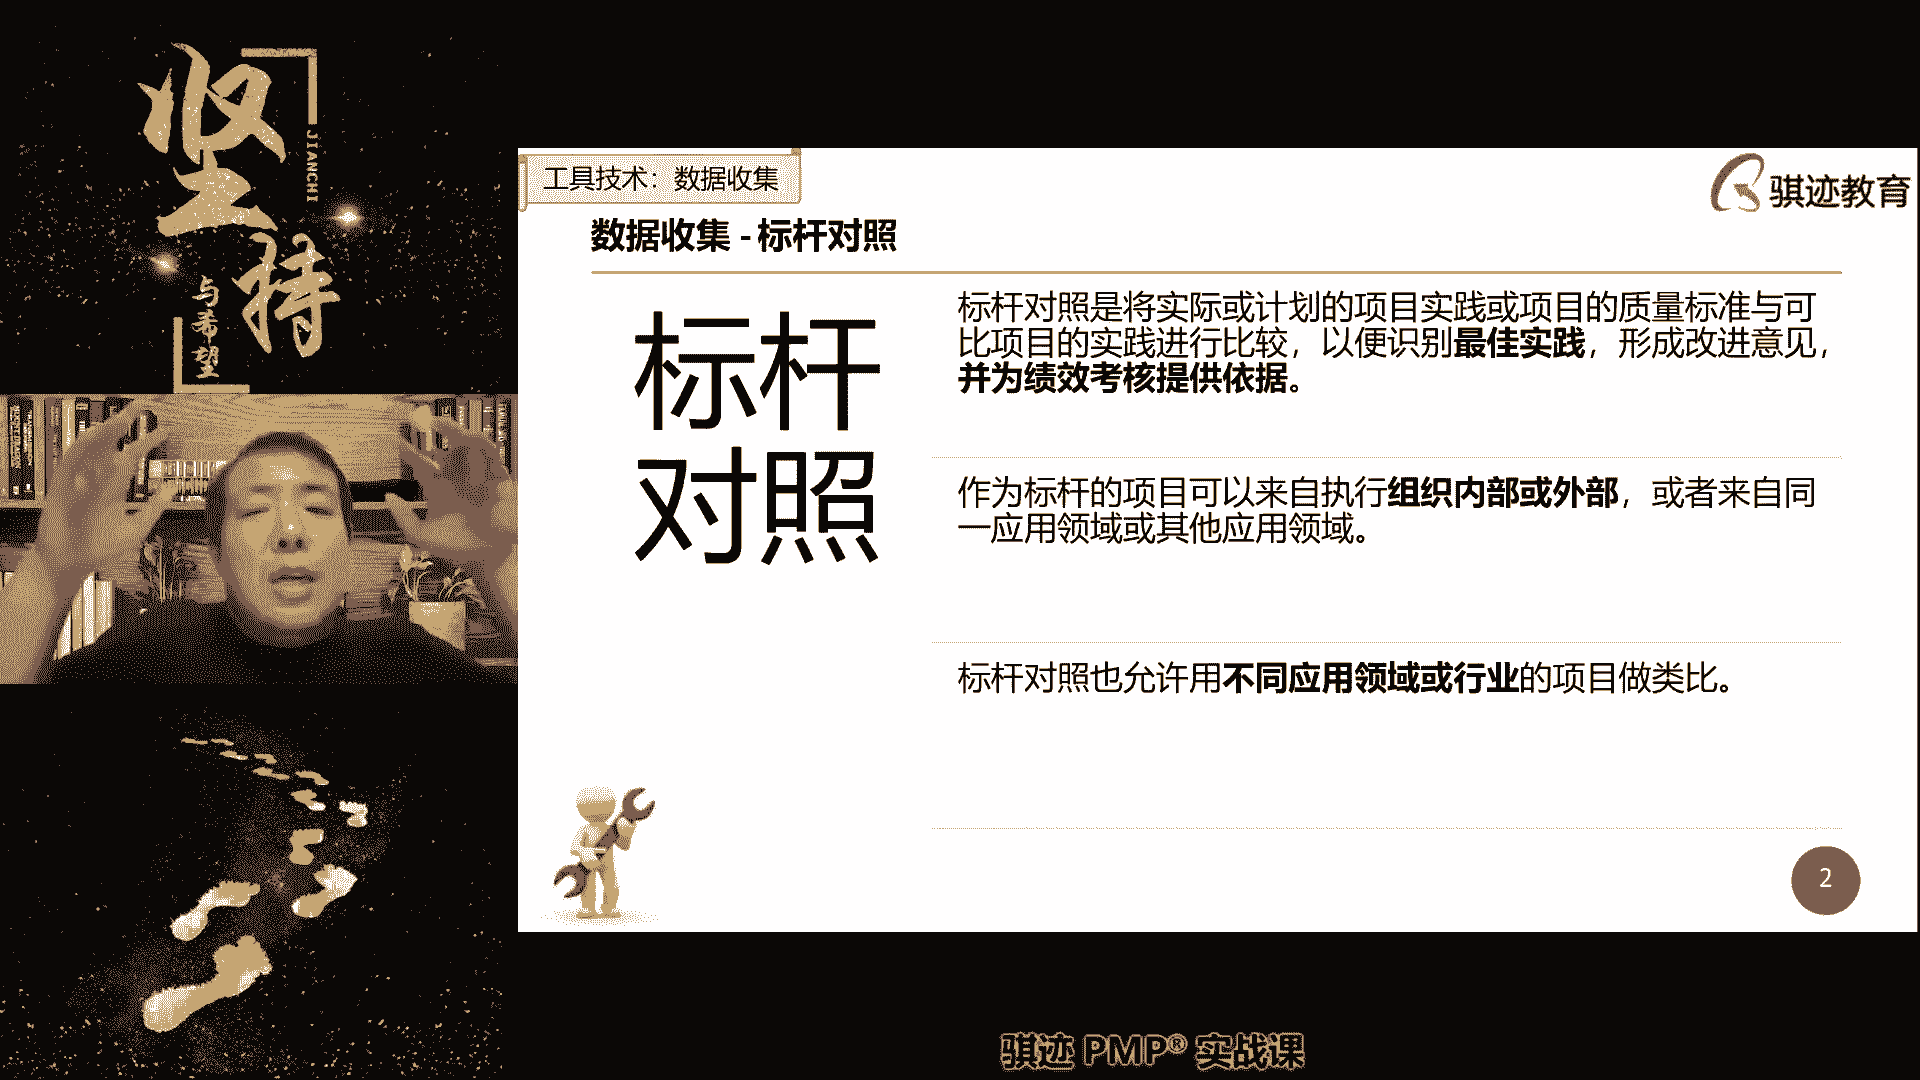 坚持
JIANCHI
与希望
工具技术：数据收集
骐迹教育
数据收集 - 标杆对照
标杆
对照
标杆对照是将实际或计划的项目实践或项目的质量标准与可
比项目的实践进行比较，以便识别最佳实践，形成改进意见，
并为绩效考核提供依据。
作为标杆的项目可以来自执行组织内部或外部，或者来自同
一应用领域或其他应用领域。
标杆对照也允许用不同应用领域或行业的项目做类比。
2
骐迹 PMP® 实战课